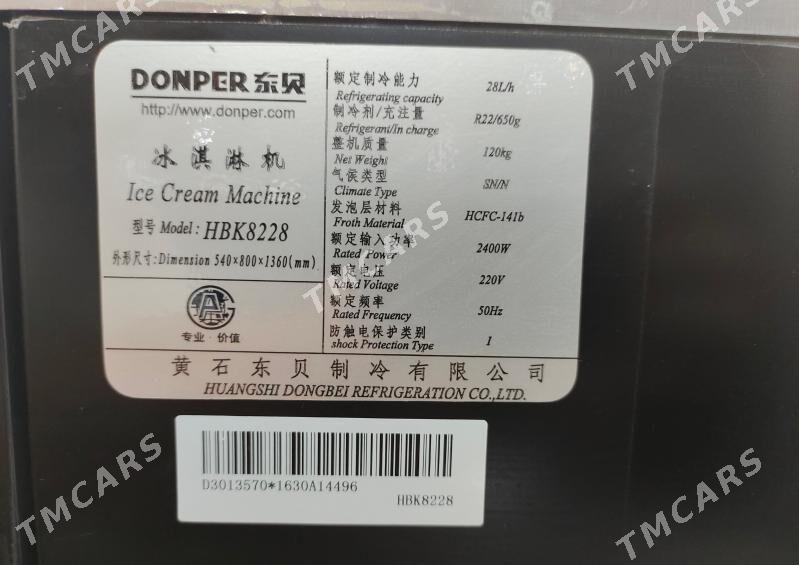 DONPER东贝
http://www.donper.com
冰淇淋机
Ice Cream Machine
型号 Model: HBK8228
外形尺寸:Dimension 540×800×1360(mm)
专业·价值
额定制冷能力 28L/h
Refrigerating capacity
制冷剂/充注量 R22/650g
Refrigerant/In charge
整机质量 120kg
Net Weighs
气侯类型 SN/N
Climate Type
发泡层材料 HCFC-141b
Froth Material
额定输入功率 2400W
Rated Power
额定电压 220V
Rated Voltage
额定频率 50Hz
Rated Frequency
防触电保护类别 I
shock Protection Type
黄石东贝制冷有限公司
HUANGSHI DONGBEI REFRIGERATION CO.,LTD.
D3013570*1630A14496
HBK8228
TMCARS
TMCARS
TMCARS
TMCARS
TMCARS